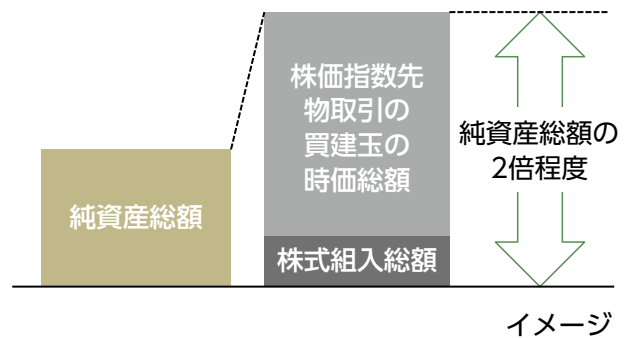 株価指数先
物取引の
買建玉の
時価総額
純資産総額の
2倍程度
純資産総額
株式組入総額
イメージ